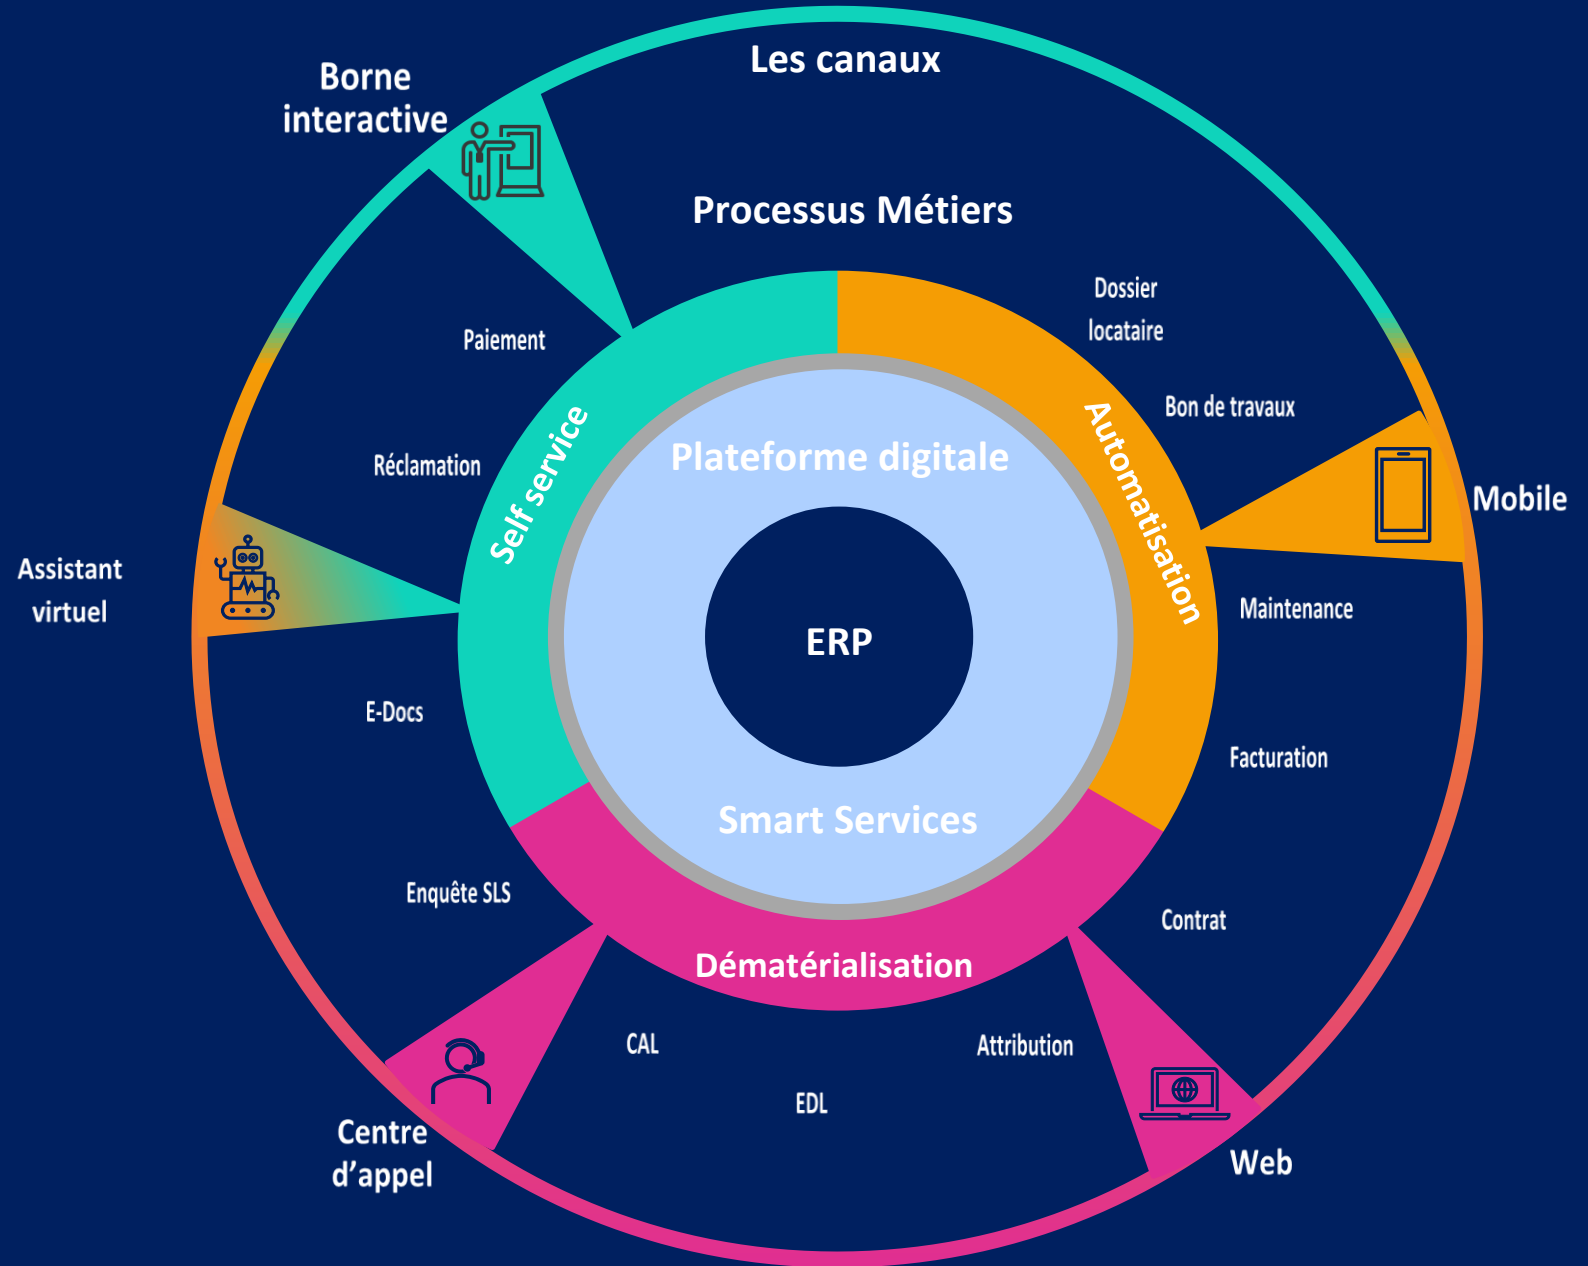 Les canaux
Borne
interactive
Processus Métiers
Dossier
locataire
Paiement
Bon de travaux
Réclamation
Self service
Plateforme digitale
Automatisation
Mobile
Assistant
virtuel
Maintenance
ERP
E-Docs
Facturation
Smart Services
Enquête SLS
Contrat
Dématérialisation
CAL
Attribution
EDL
Centre
d’appel
Web